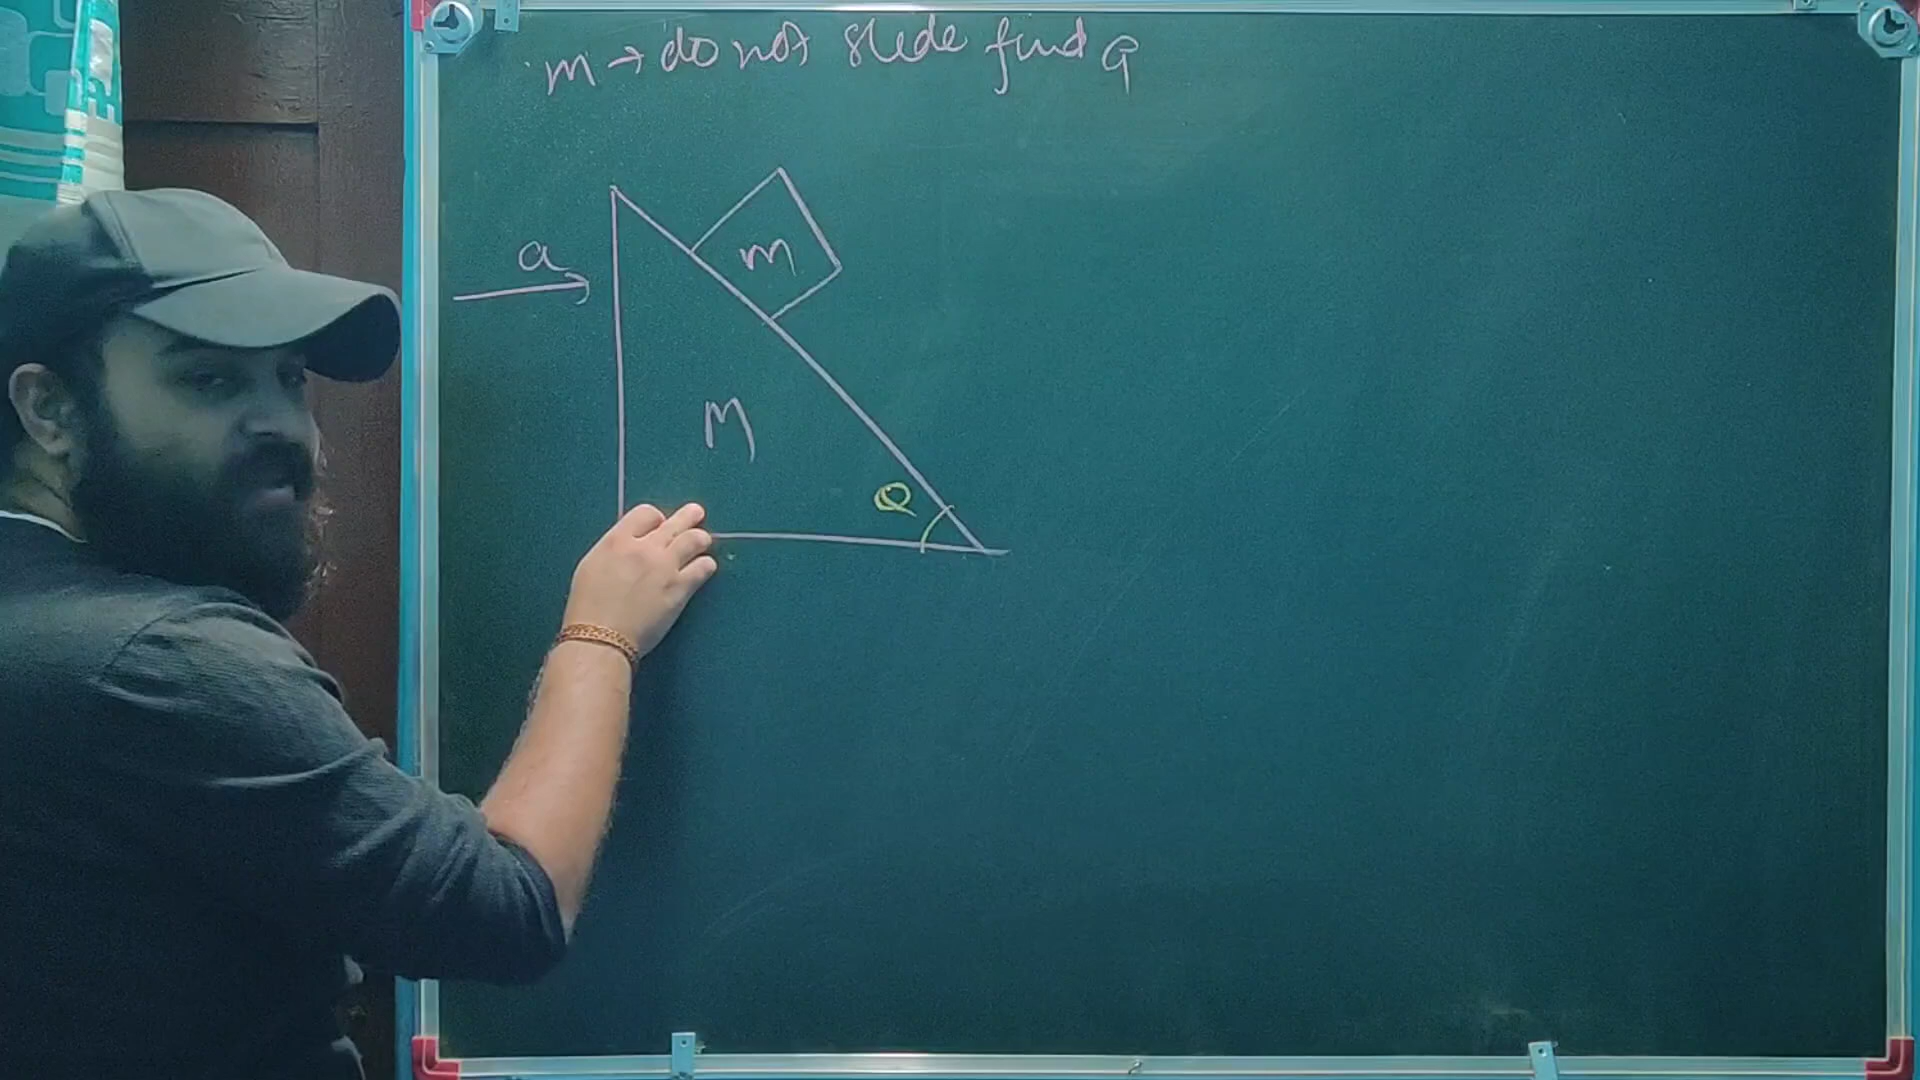 m → do not slide find a
a
m
M
θ